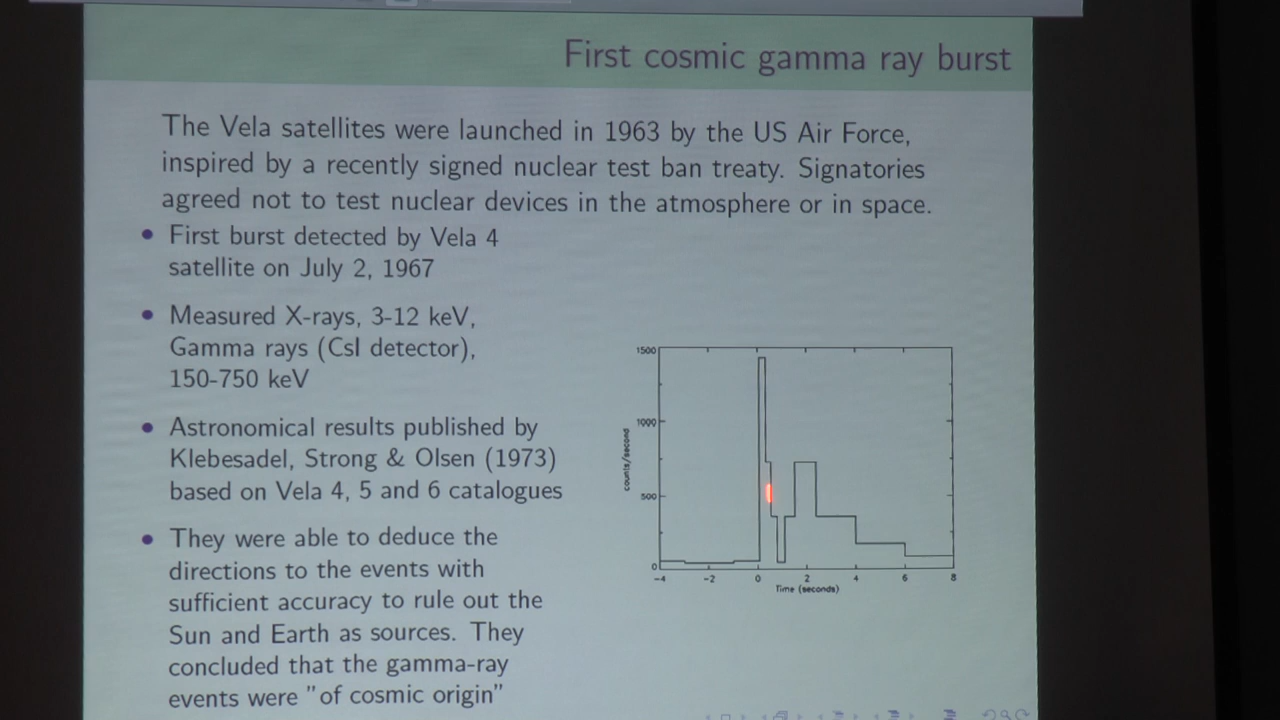 First cosmic gamma ray burst
The Vela satellites were launched in 1963 by the US Air Force,
inspired by a recently signed nuclear test ban treaty. Signatories
agreed not to test nuclear devices in the atmosphere or in space.
• First burst detected by Vela 4
satellite on July 2, 1967
• Measured X-rays, 3-12 keV,
Gamma rays (CsI detector),
150-750 keV
• Astronomical results published by
Klebesadel, Strong & Olsen (1973)
based on Vela 4, 5 and 6 catalogues
• They were able to deduce the
directions to the events with
sufficient accuracy to rule out the
Sun and Earth as sources. They
concluded that the gamma-ray
events were "of cosmic origin"
1500
1000
500
0
counts/second
-4 -2 0 2 4 6 8
Time (seconds)